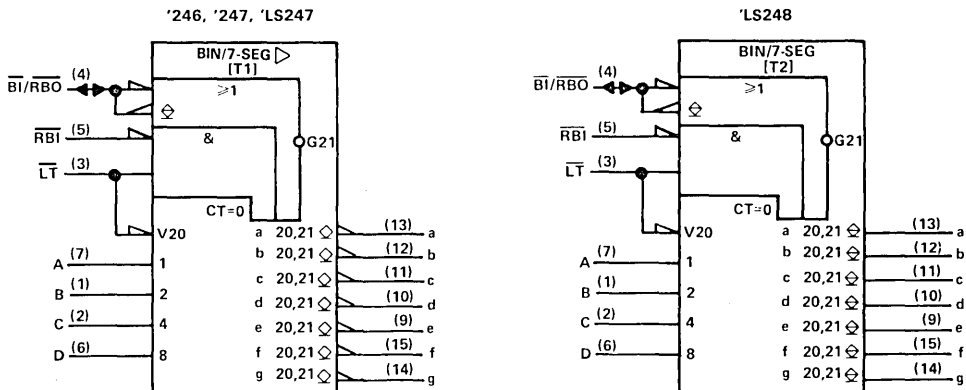 '246, '247, 'LS247
BIN/7-SEG ▷
[T1]
BI/RBO (4)
≥1
RBI (5)
&
G21
LT (3)
CT=0
V20
A (7) 1
B (1) 2
C (2) 4
D (6) 8
a 20,21 (13) a
b 20,21 (12) b
c 20,21 (11) c
d 20,21 (10) d
e 20,21 (9) e
f 20,21 (15) f
g 20,21 (14) g
'LS248
BIN/7-SEG
[T2]
BI/RBO (4)
≥1
RBI (5)
&
G21
LT (3)
CT=0
V20
A (7) 1
B (1) 2
C (2) 4
D (6) 8
a 20,21 (13) a
b 20,21 (12) b
c 20,21 (11) c
d 20,21 (10) d
e 20,21 (9) e
f 20,21 (15) f
g 20,21 (14) g